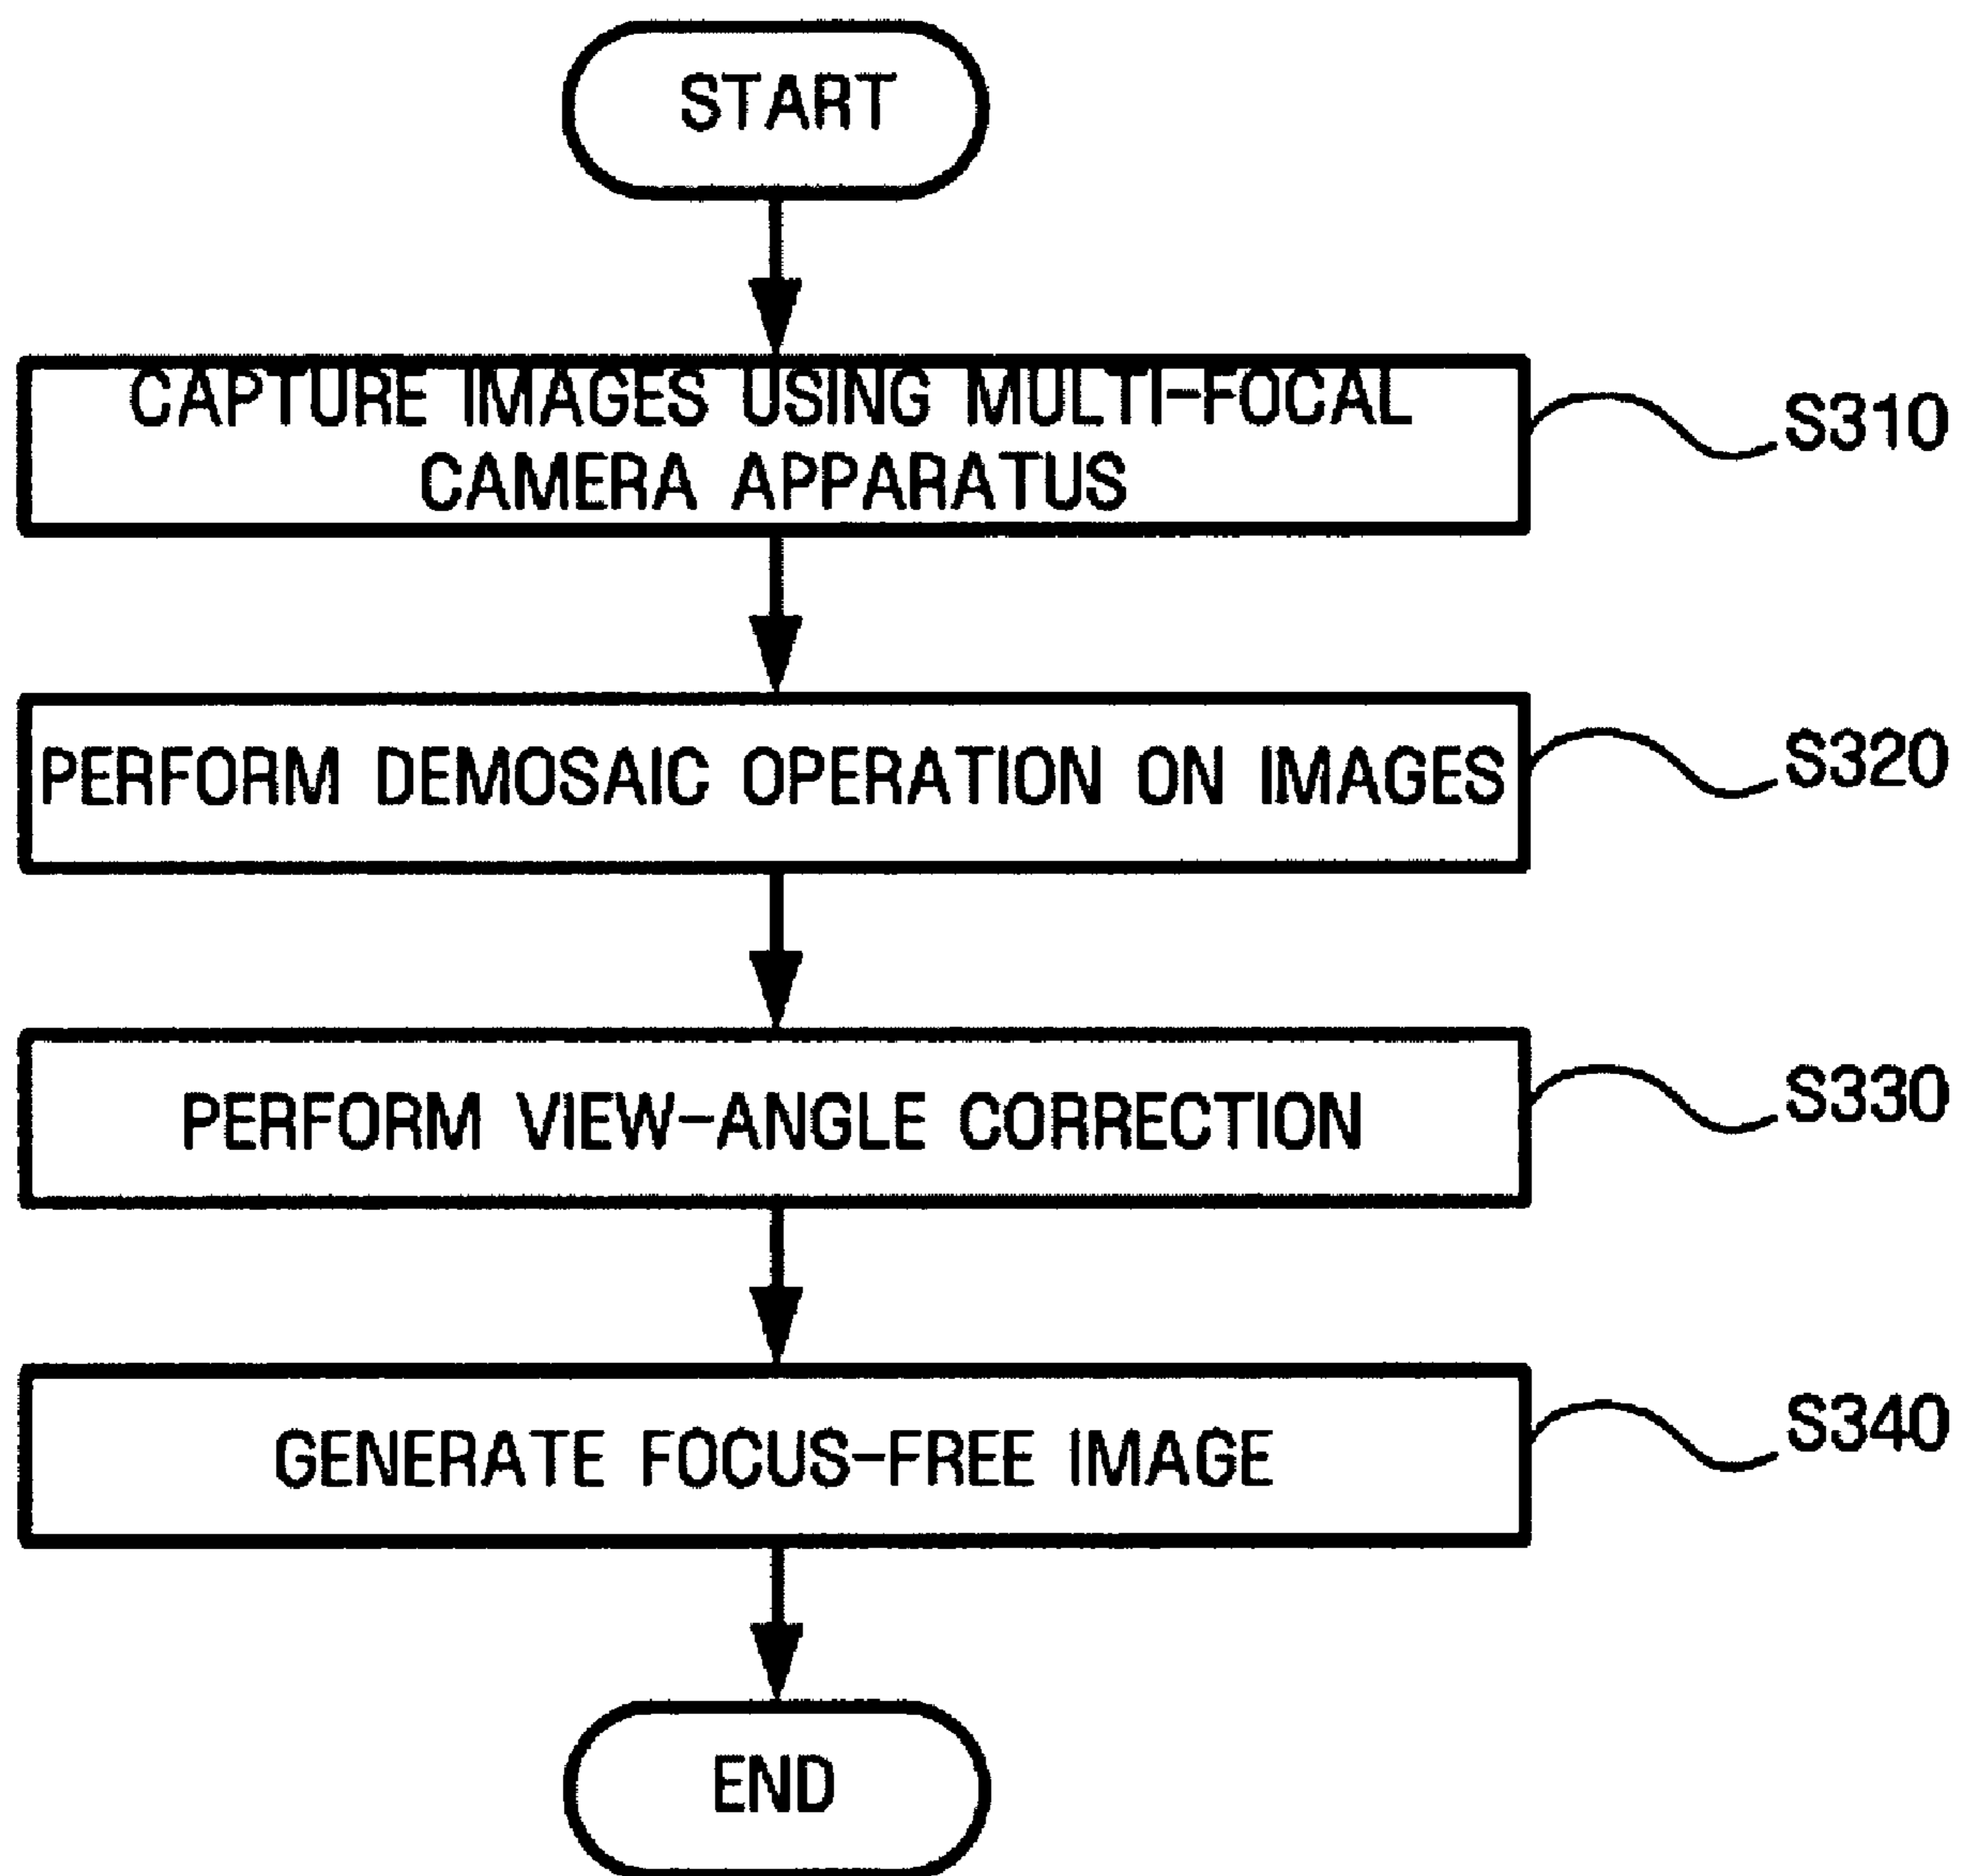 START
CAPTURE IMAGES USING MULTI-FOCAL
CAMERA APPARATUS
S310
PERFORM DEMOSAIC OPERATION ON IMAGES
S320
PERFORM VIEW-ANGLE CORRECTION
S330
GENERATE FOCUS-FREE IMAGE
S340
END